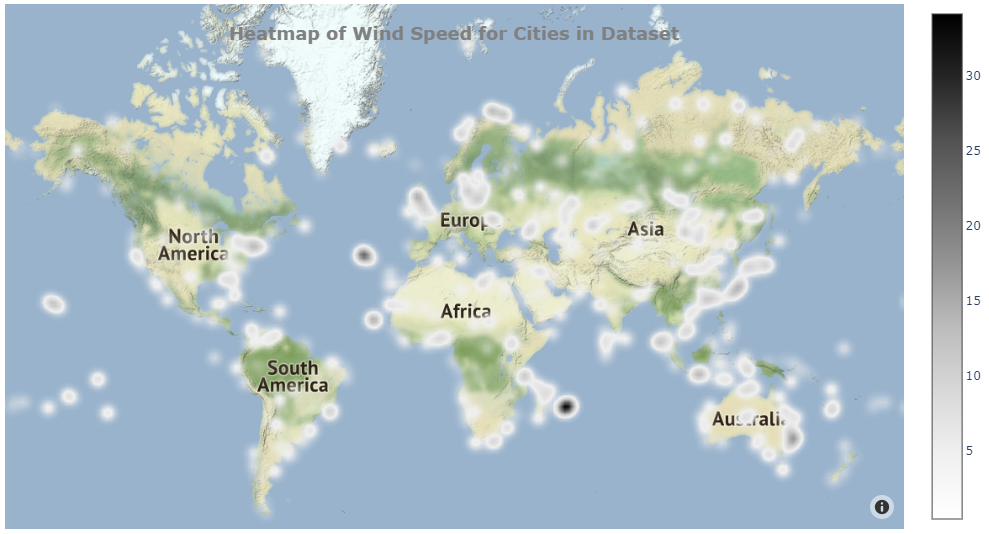 Heatmap of Wind Speed for Cities in Dataset
North
America
Europ
Asia
Africa
South
America
Australi
30
25
20
15
10
5